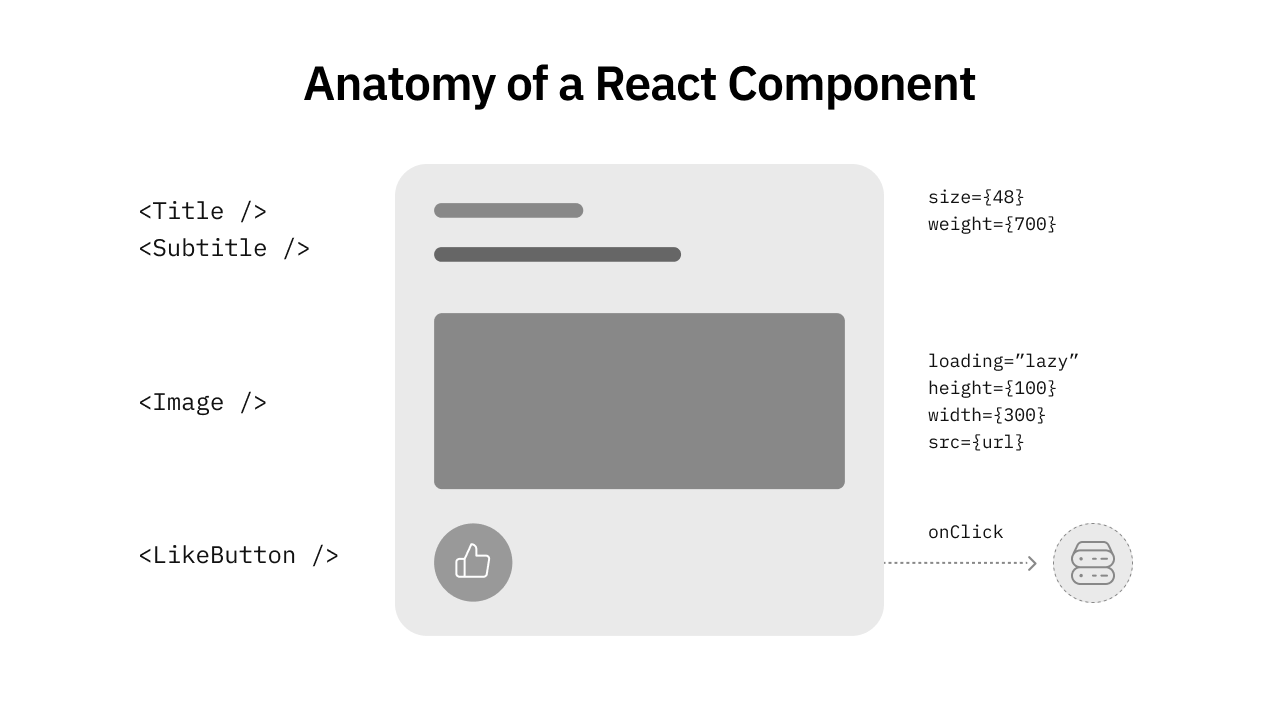 Anatomy of a React Component
<Title />
<Subtitle />
size={48}
weight={700}
<Image />
loading=”lazy”
height={100}
width={300}
src={url}
<LikeButton />
onClick